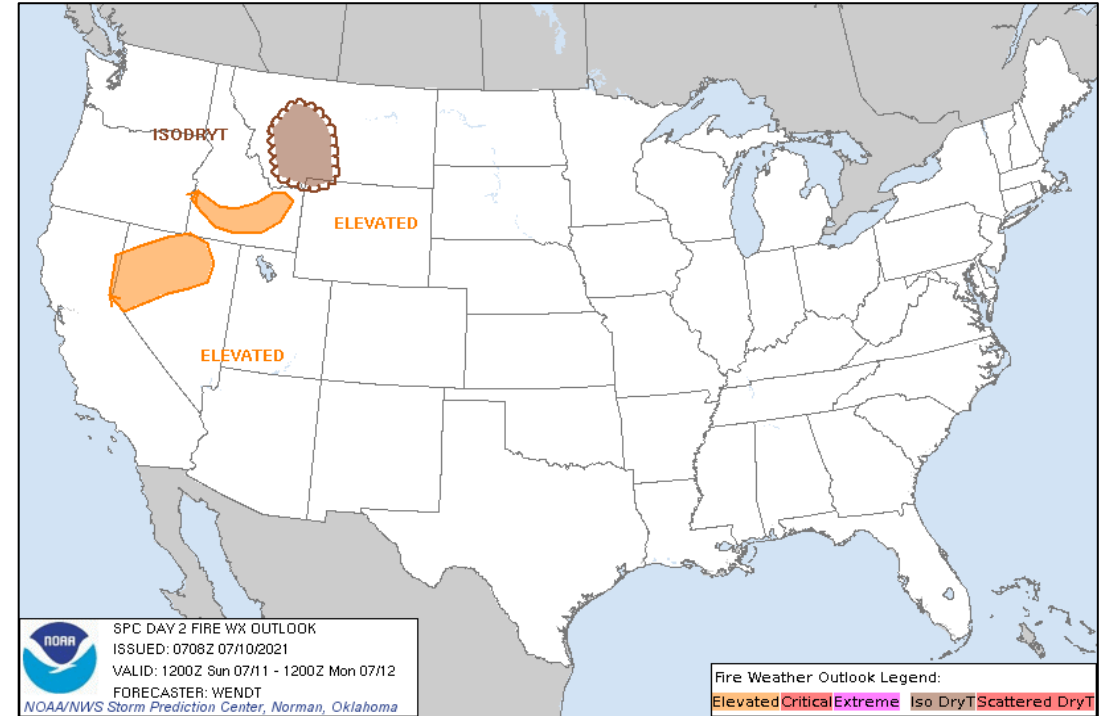 ISODRYT
ELEVATED
ELEVATED
NOAA
SPC DAY 2 FIRE WX OUTLOOK
ISSUED: 0708Z 07/10/2021
VALID: 1200Z Sun 07/11 - 1200Z Mon 07/12
FORECASTER: WENDT
NOAA/NWS Storm Prediction Center, Norman, Oklahoma
Fire Weather Outlook Legend:
Elevated Critical Extreme Iso DryT Scattered DryT